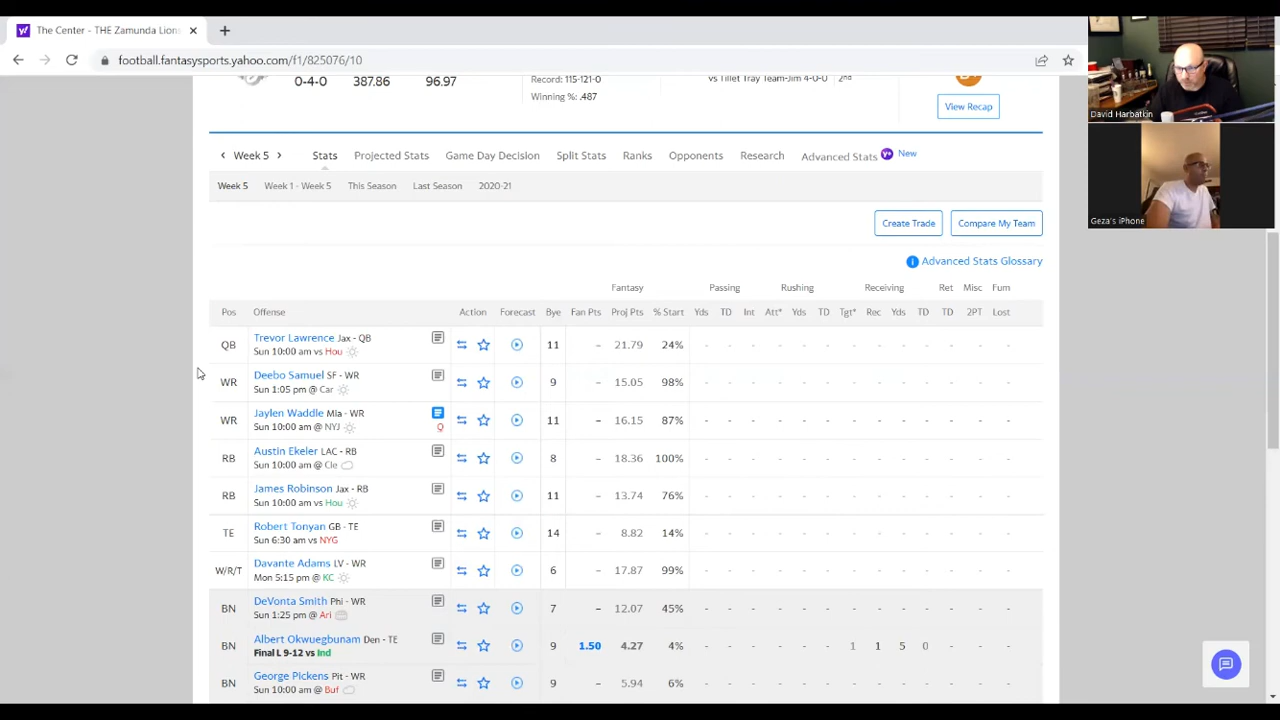 The Center - THE Zamunda Lion
football.fantasysports.yahoo.com/f1/825076/10
0-4-0 387.86 96.97
Record: 115-121-0
Winning %: .487
vs Tillet Tray Team-Jim 4-0-0 2nd
View Recap
Week 5 Stats Projected Stats Game Day Decision Split Stats Ranks Opponents Research Advanced Stats y+ New
Week 5 Week 1 - Week 5 This Season Last Season 2020-21
Create Trade Compare My Team
Advanced Stats Glossary
Fantasy Passing Rushing Receiving Ret Misc Fum
Pos Offense Action Forecast Bye Fan Pts Proj Pts % Start Yds TD Int Att* Yds TD Tgt* Rec Yds TD TD 2PT Lost
QB Trevor Lawrence Jax - QB 11 – 21.79 24% - - - - - - - - - - - - -
Sun 10:00 am vs Hou
WR Deebo Samuel SF - WR 9 – 15.05 98% - - - - - - - - - - - - -
Sun 1:05 pm @ Car
WR Jaylen Waddle Mia - WR 11 – 16.15 87% - - - - - - - - - - - - -
Sun 10:00 am @ NYJ Q
RB Austin Ekeler LAC - RB 8 – 18.36 100% - - - - - - - - - - - - -
Sun 10:00 am @ Cle
RB James Robinson Jax - RB 11 – 13.74 76% - - - - - - - - - - - - -
Sun 10:00 am vs Hou
TE Robert Tonyan GB - TE 14 – 8.82 14% - - - - - - - - - - - - -
Sun 6:30 am vs NYG
W/R/T Davante Adams LV - WR 6 – 17.87 99% - - - - - - - - - - - - -
Mon 5:15 pm @ KC
BN DeVonta Smith Phi - WR 7 – 12.07 45% - - - - - - - - - - - - -
Sun 1:25 pm @ Ari
BN Albert Okwuegbunam Den - TE 9 1.50 4.27 4% - - - - - - 1 1 5 0 - - -
Final L 9-12 vs Ind
BN George Pickens Pit - WR 9 – 5.94 6% - - - - - - - - - - - - -
Sun 10:00 am @ Buf
David Harbatkin
Geza's iPhone